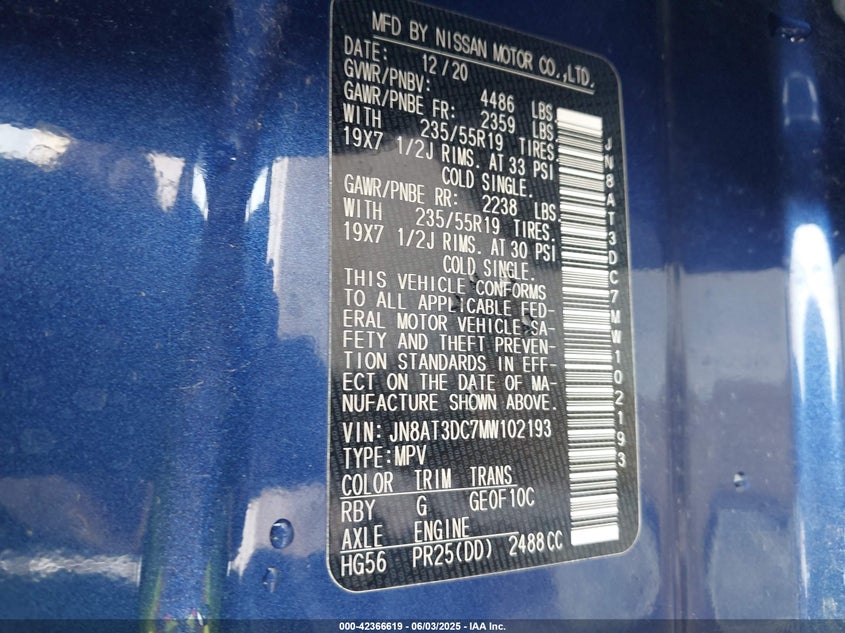 MFD BY NISSAN MOTOR CO.,LTD.
DATE: 12/20
GVWR/PNBV: 4486 LBS
GAWR/PNBE FR: 2359 LBS
WITH 235/55R19 TIRES.
19X7 1/2J RIMS. AT 33 PSI
COLD SINGLE.
GAWR/PNBE RR: 2238 LBS.
WITH 235/55R19 TIRES.
19X7 1/2J RIMS. AT 30 PSI
COLD SINGLE.
THIS VEHICLE CONFORMS
TO ALL APPLICABLE FED-
ERAL MOTOR VEHICLE SA-
FETY AND THEFT PREVEN-
TION STANDARDS IN EFF-
ECT ON THE DATE OF MA-
NUFACTURE SHOWN ABOVE.
VIN: JN8AT3DC7MW102193
TYPE:MPV
COLOR TRIM TRANS
RBY G GE0F10C
AXLE ENGINE
HG56 PR25(DD) 2488CC
JN8AT3DC7MW102193
000-42366619 - 06/03/2025 - IAA Inc.